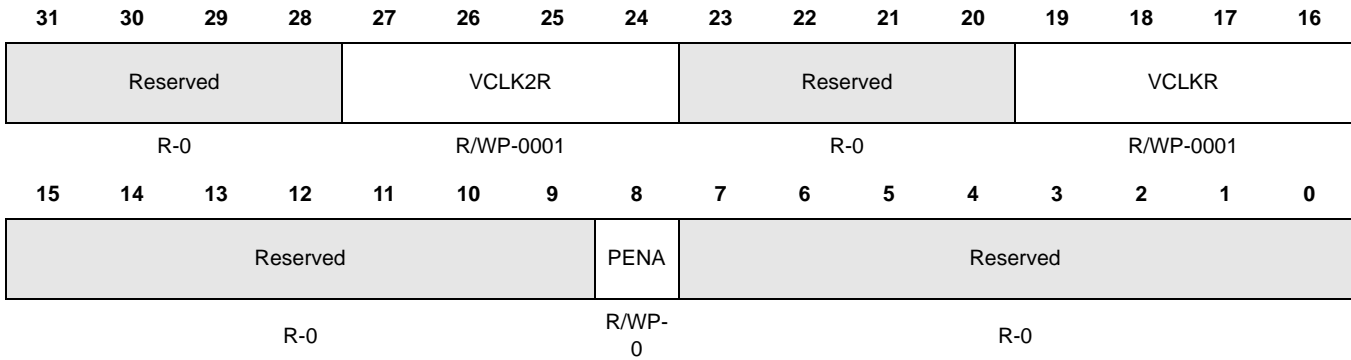 31 30 29 28 27 26 25 24 23 22 21 20 19 18 17 16
Reserved VCLK2R Reserved VCLKR
R-0 R/WP-0001 R-0 R/WP-0001
15 14 13 12 11 10 9 8 7 6 5 4 3 2 1 0
Reserved PENA Reserved
R-0 R/WP-0 R-0